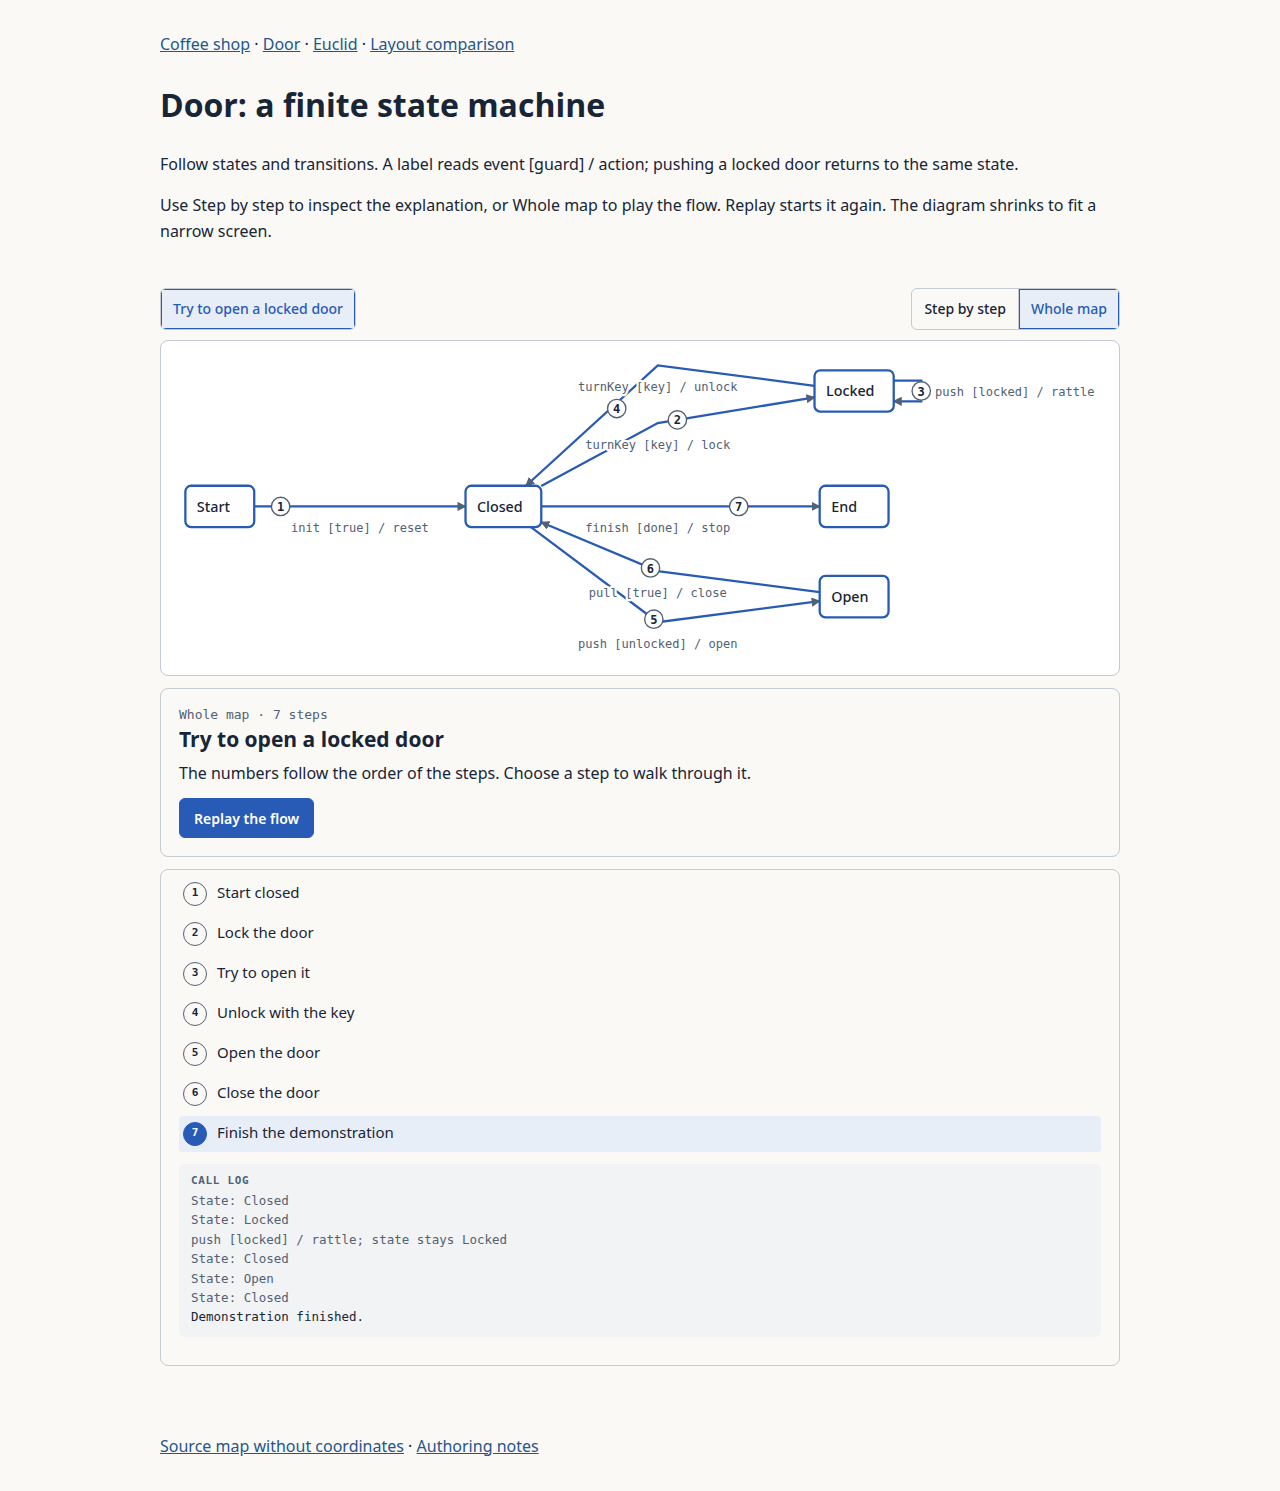 Coffee shop · Door · Euclid · Layout comparison
Door: a finite state machine
Follow states and transitions. A label reads event [guard] / action; pushing a locked door returns to the same state.
Use Step by step to inspect the explanation, or Whole map to play the flow. Replay starts it again. The diagram shrinks to fit a
narrow screen.
Try to open a locked door
Step by step
Whole map
turnKey [key] / unlock
Locked
3
push [locked] / rattle
4
2
turnKey [key] / lock
Start
1
Closed
7
End
init [true] / reset
finish [done] / stop
6
pull [true] / close
Open
5
push [unlocked] / open
Whole map · 7 steps
Try to open a locked door
The numbers follow the order of the steps. Choose a step to walk through it.
Replay the flow
1 Start closed
2 Lock the door
3 Try to open it
4 Unlock with the key
5 Open the door
6 Close the door
7 Finish the demonstration
CALL LOG
State: Closed
State: Locked
push [locked] / rattle; state stays Locked
State: Closed
State: Open
State: Closed
Demonstration finished.
Source map without coordinates · Authoring notes